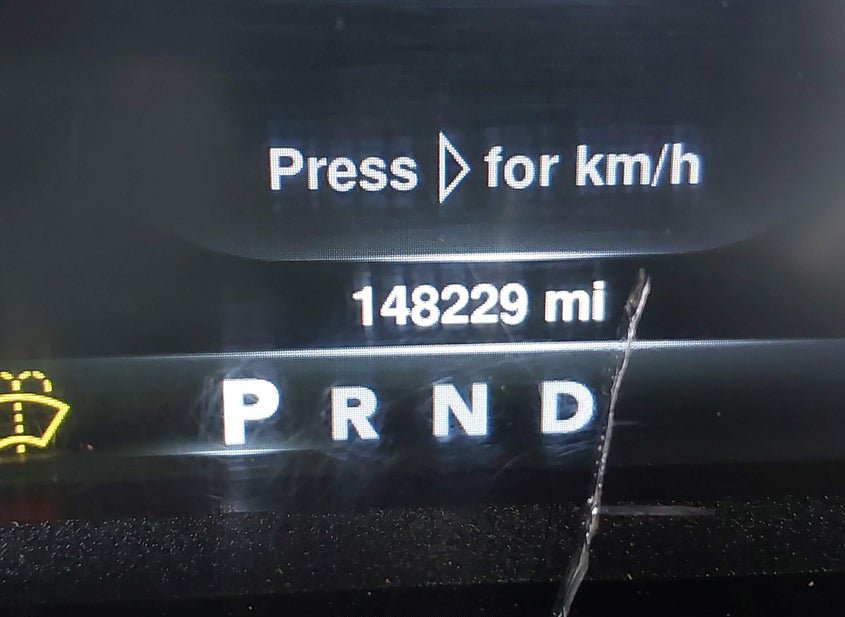 Press ▷ for km/h
148229 mi
P R N D